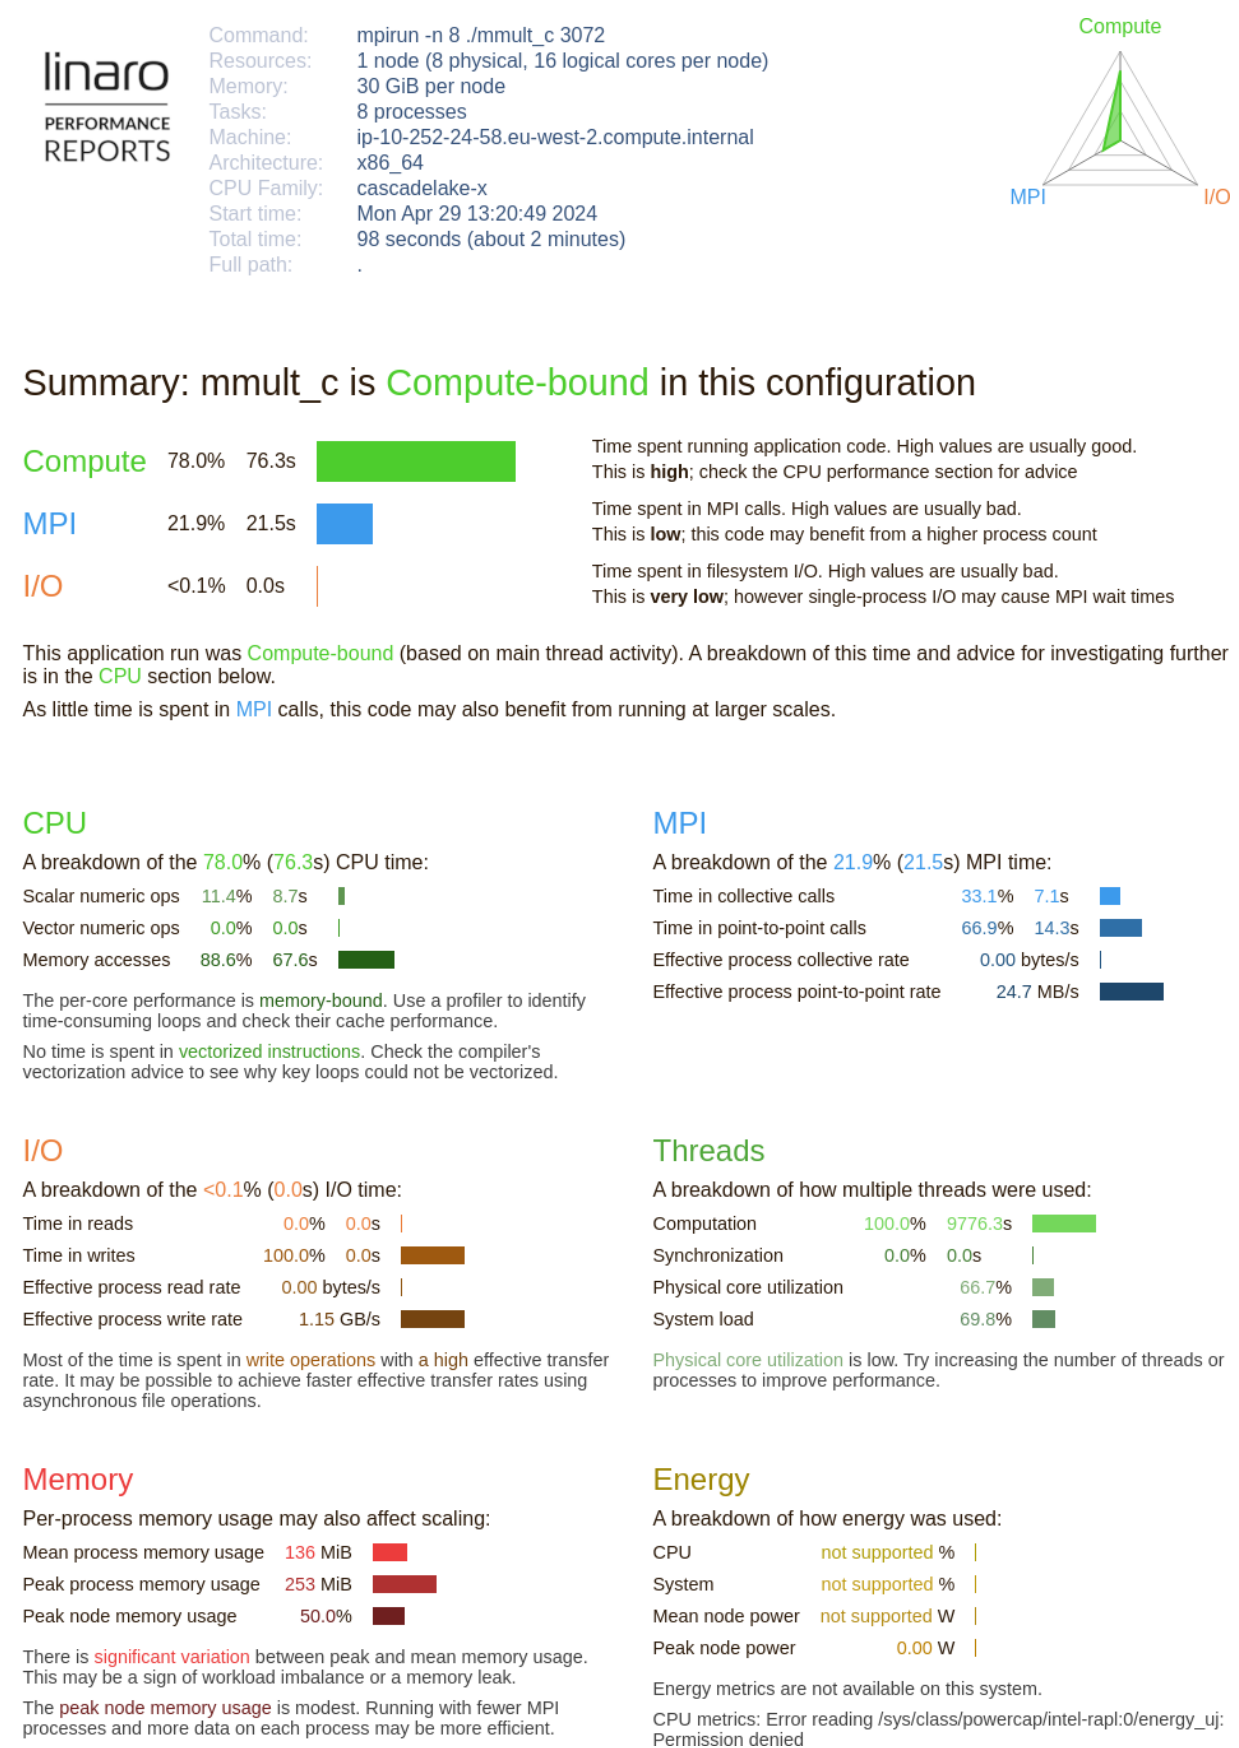 linaro
PERFORMANCE
REPORTS
Command: mpirun -n 8 ./mmult_c 3072
Resources: 1 node (8 physical, 16 logical cores per node)
Memory: 30 GiB per node
Tasks: 8 processes
Machine: ip-10-252-24-58.eu-west-2.compute.internal
Architecture: x86_64
CPU Family: cascadelake-x
Start time: Mon Apr 29 13:20:49 2024
Total time: 98 seconds (about 2 minutes)
Full path: .
Compute
MPI
I/O
Summary: mmult_c is Compute-bound in this configuration
Compute 78.0% 76.3s
Time spent running application code. High values are usually good.
This is high; check the CPU performance section for advice
MPI 21.9% 21.5s
Time spent in MPI calls. High values are usually bad.
This is low; this code may benefit from a higher process count
I/O <0.1% 0.0s
Time spent in filesystem I/O. High values are usually bad.
This is very low; however single-process I/O may cause MPI wait times
This application run was Compute-bound (based on main thread activity). A breakdown of this time and advice for investigating further
is in the CPU section below.
As little time is spent in MPI calls, this code may also benefit from running at larger scales.
CPU
A breakdown of the 78.0% (76.3s) CPU time:
Scalar numeric ops 11.4% 8.7s
Vector numeric ops 0.0% 0.0s
Memory accesses 88.6% 67.6s
The per-core performance is memory-bound. Use a profiler to identify
time-consuming loops and check their cache performance.
No time is spent in vectorized instructions. Check the compiler's
vectorization advice to see why key loops could not be vectorized.
MPI
A breakdown of the 21.9% (21.5s) MPI time:
Time in collective calls 33.1% 7.1s
Time in point-to-point calls 66.9% 14.3s
Effective process collective rate 0.00 bytes/s
Effective process point-to-point rate 24.7 MB/s
I/O
A breakdown of the <0.1% (0.0s) I/O time:
Time in reads 0.0% 0.0s
Time in writes 100.0% 0.0s
Effective process read rate 0.00 bytes/s
Effective process write rate 1.15 GB/s
Most of the time is spent in write operations with a high effective transfer
rate. It may be possible to achieve faster effective transfer rates using
asynchronous file operations.
Threads
A breakdown of how multiple threads were used:
Computation 100.0% 9776.3s
Synchronization 0.0% 0.0s
Physical core utilization 66.7%
System load 69.8%
Physical core utilization is low. Try increasing the number of threads or
processes to improve performance.
Memory
Per-process memory usage may also affect scaling:
Mean process memory usage 136 MiB
Peak process memory usage 253 MiB
Peak node memory usage 50.0%
There is significant variation between peak and mean memory usage.
This may be a sign of workload imbalance or a memory leak.
The peak node memory usage is modest. Running with fewer MPI
processes and more data on each process may be more efficient.
Energy
A breakdown of how energy was used:
CPU not supported %
System not supported %
Mean node power not supported W
Peak node power 0.00 W
Energy metrics are not available on this system.
CPU metrics: Error reading /sys/class/powercap/intel-rapl:0/energy_uj:
Permission denied